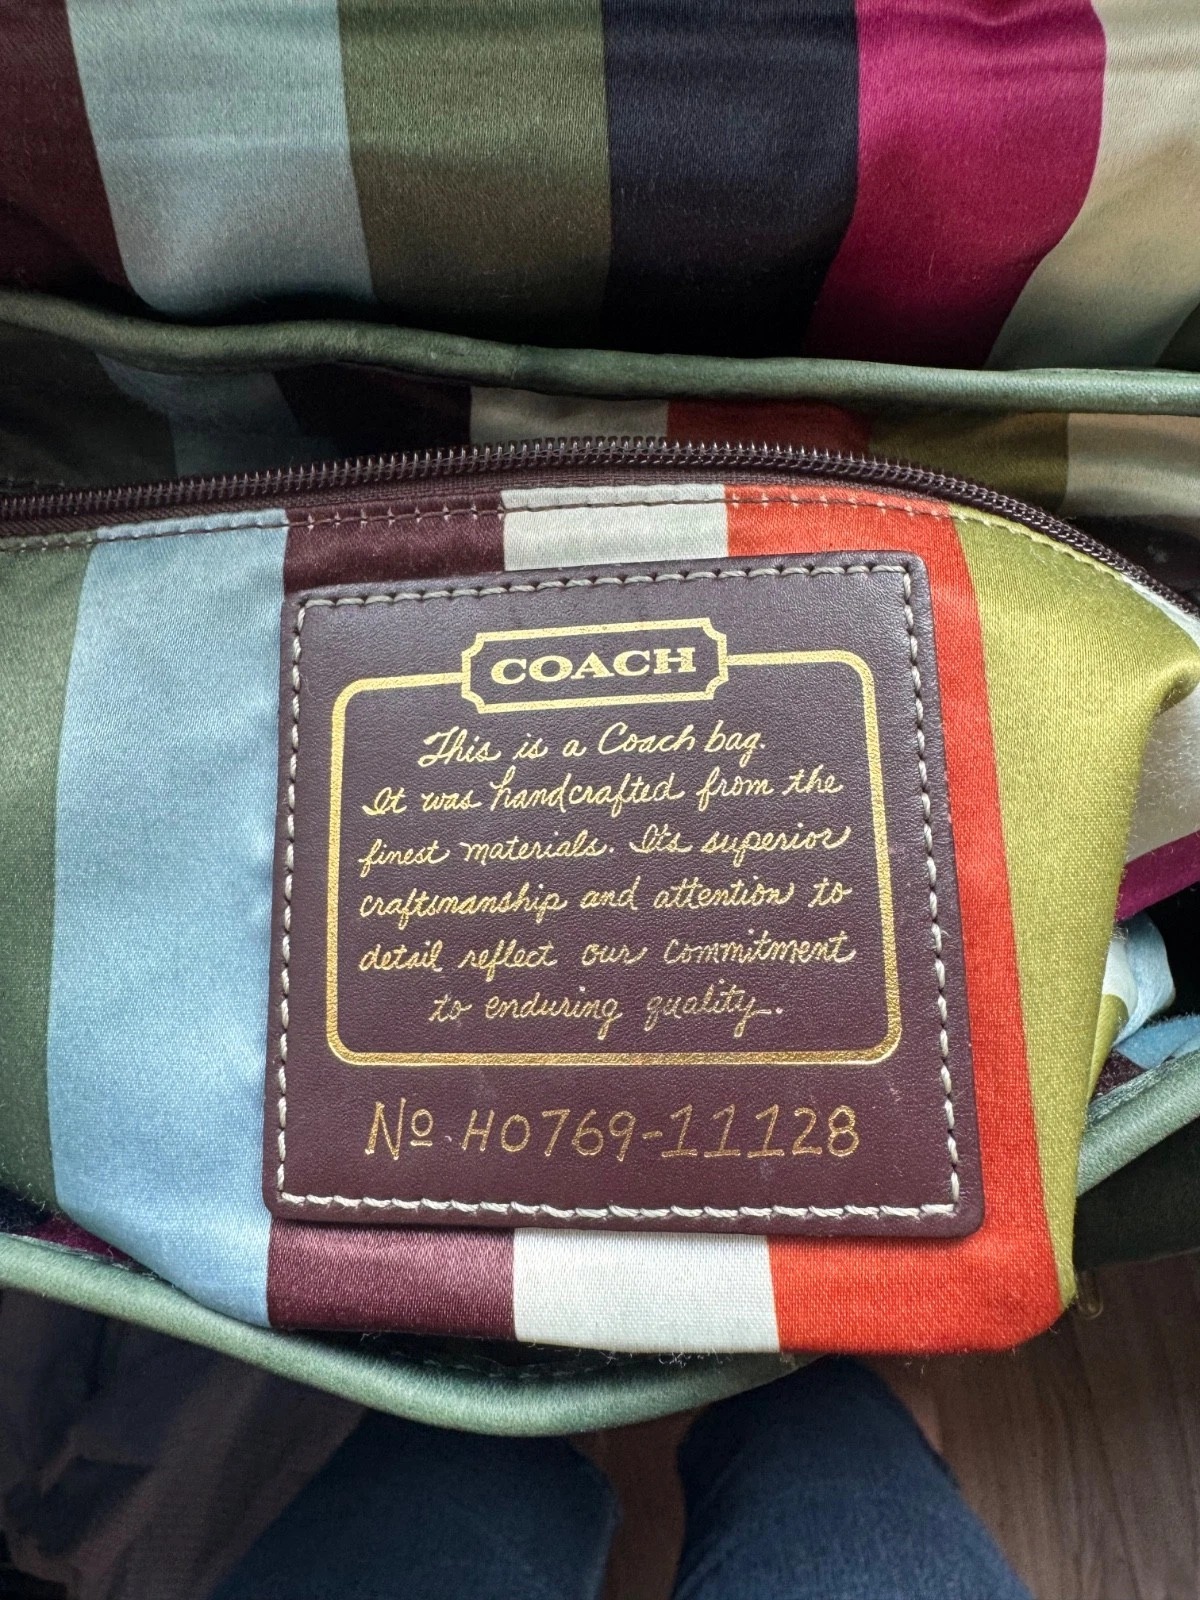 COACH
This is a Coach bag.
It was handcrafted from the
finest materials. It's superior
craftsmanship and attention to
detail reflect our commitment
to enduring quality.
Nº H0769-11128